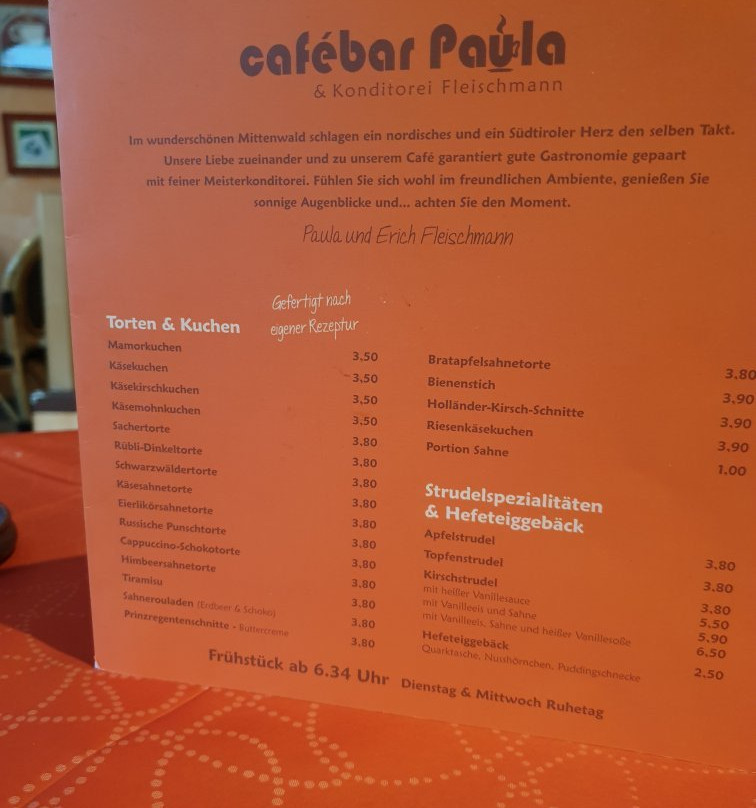 cafébar Paula
& Konditorei Fleischmann
Im wunderschönen Mittenwald schlagen ein nordisches und ein Südtiroler Herz den selben Takt.
Unsere Liebe zueinander und zu unserem Café garantiert gute Gastronomie gepaart
mit feiner Meisterkonditorei. Fühlen Sie sich wohl im freundlichen Ambiente, genießen Sie
sonnige Augenblicke und... achten Sie den Moment.
Paula und Erich Fleischmann
Torten & Kuchen
Gefertigt nach
eigener Rezeptur
Mamorkuchen 3.50
Käsekuchen 3.50
Käsekirschkuchen 3.50
Käsemohnkuchen 3.50
Sachertorte 3.80
Rübli-Dinkeltorte 3.80
Schwarzwäldertorte 3.80
Käsesahnetorte 3.80
Eierlikörsahnetorte 3.80
Russische Punschtorte 3.80
Cappuccino-Schokotorte 3.80
Himbeersahnetorte 3.80
Tiramisu 3.80
Sahnerouladen (Erdbeer & Schoko) 3.80
Prinzregentenschnitte - Buttercreme 3.80
Bratapfelsahnetorte 3.80
Bienenstich 3.90
Holländer-Kirsch-Schnitte 3.90
Riesenkäsekuchen 3.90
Portion Sahne 1.00
Strudelspezialitäten
& Hefeteiggebäck
Apfelstrudel 3.80
Topfenstrudel 3.80
Kirschstrudel 3.80
mit heißer Vanillesauce 5.50
mit Vanilleeis und Sahne 5.90
mit Vanilleeis, Sahne und heißer Vanillesoße 6.50
Hefeteiggebäck 2.50
Quarktasche, Nusshörnchen, Puddingschnecke
Frühstück ab 6.34 Uhr Dienstag & Mittwoch Ruhetag